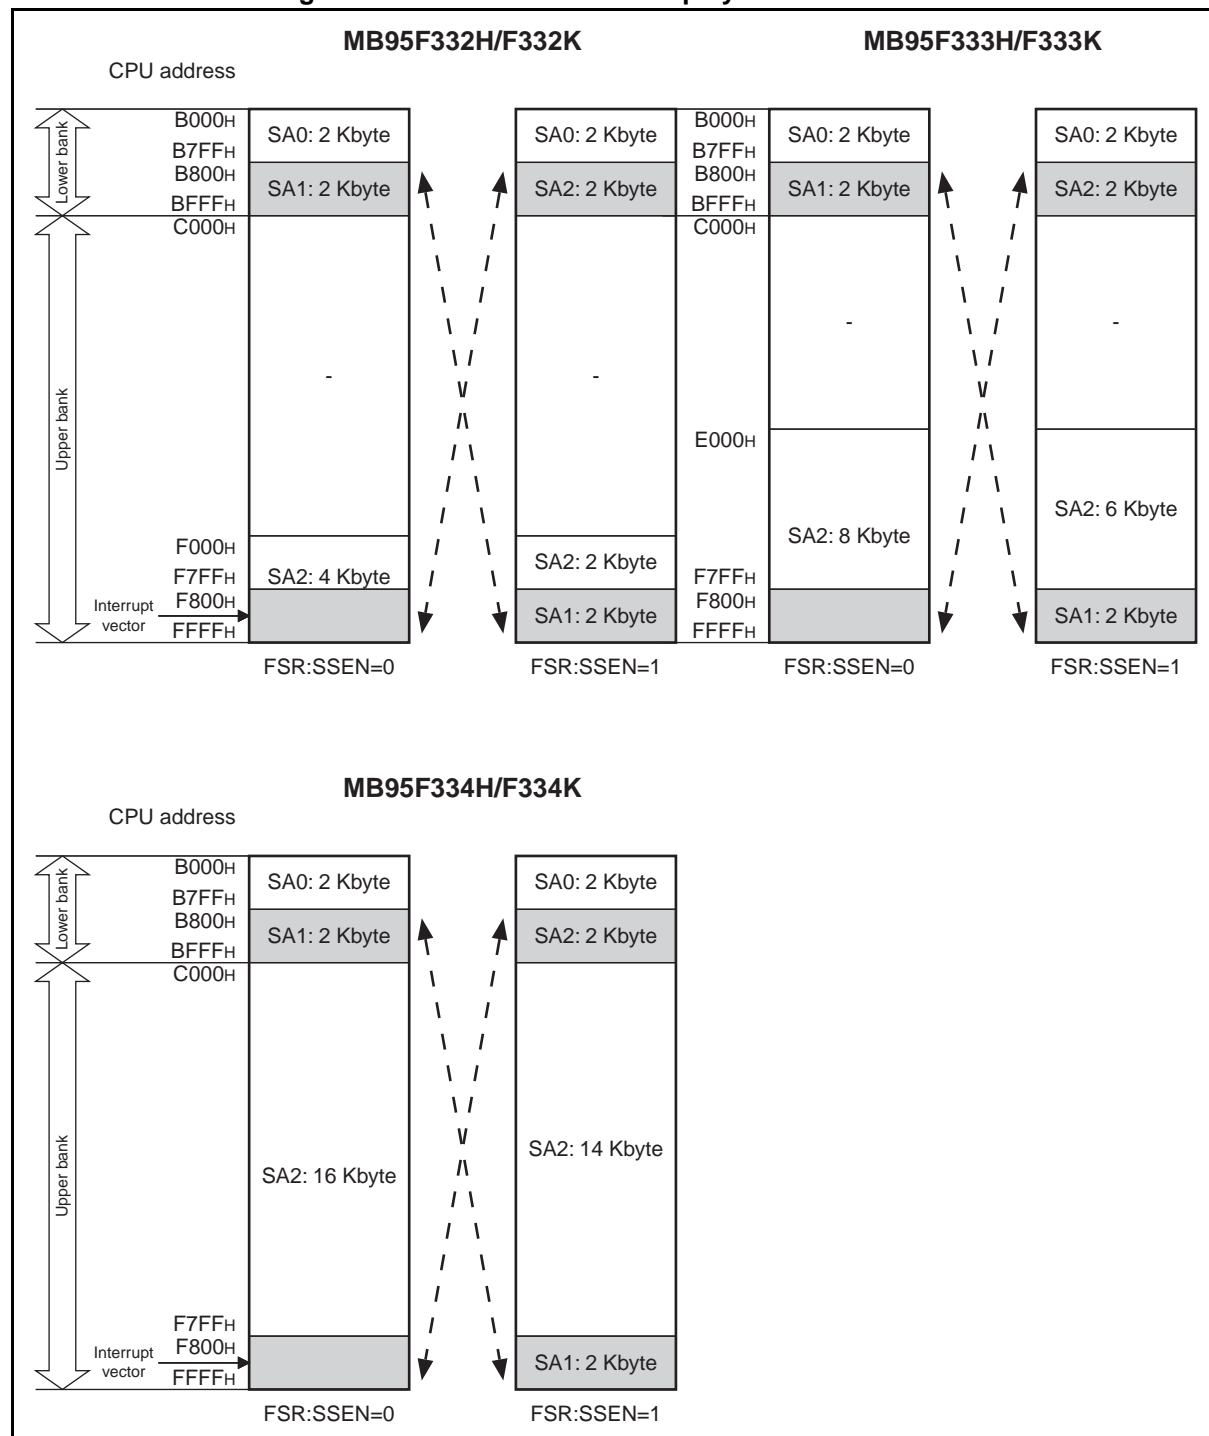 MB95F332H/F332K
MB95F333H/F333K
CPU address
Lower bank
Upper bank
B000H
B7FFH
B800H
BFFFH
C000H
F000H
F7FFH
F800H
FFFFH
Interrupt
vector
SA0: 2 Kbyte
SA1: 2 Kbyte
-
SA2: 4 Kbyte
FSR:SSEN=0
SA0: 2 Kbyte
SA2: 2 Kbyte
-
SA2: 2 Kbyte
SA1: 2 Kbyte
FSR:SSEN=1
B000H
B7FFH
B800H
BFFFH
C000H
E000H
F7FFH
F800H
FFFFH
SA0: 2 Kbyte
SA1: 2 Kbyte
-
SA2: 8 Kbyte
FSR:SSEN=0
SA0: 2 Kbyte
SA2: 2 Kbyte
-
SA2: 6 Kbyte
SA1: 2 Kbyte
FSR:SSEN=1
MB95F334H/F334K
CPU address
Lower bank
Upper bank
B000H
B7FFH
B800H
BFFFH
C000H
F7FFH
F800H
FFFFH
Interrupt
vector
SA0: 2 Kbyte
SA1: 2 Kbyte
SA2: 16 Kbyte
FSR:SSEN=0
SA0: 2 Kbyte
SA2: 2 Kbyte
SA2: 14 Kbyte
SA1: 2 Kbyte
FSR:SSEN=1